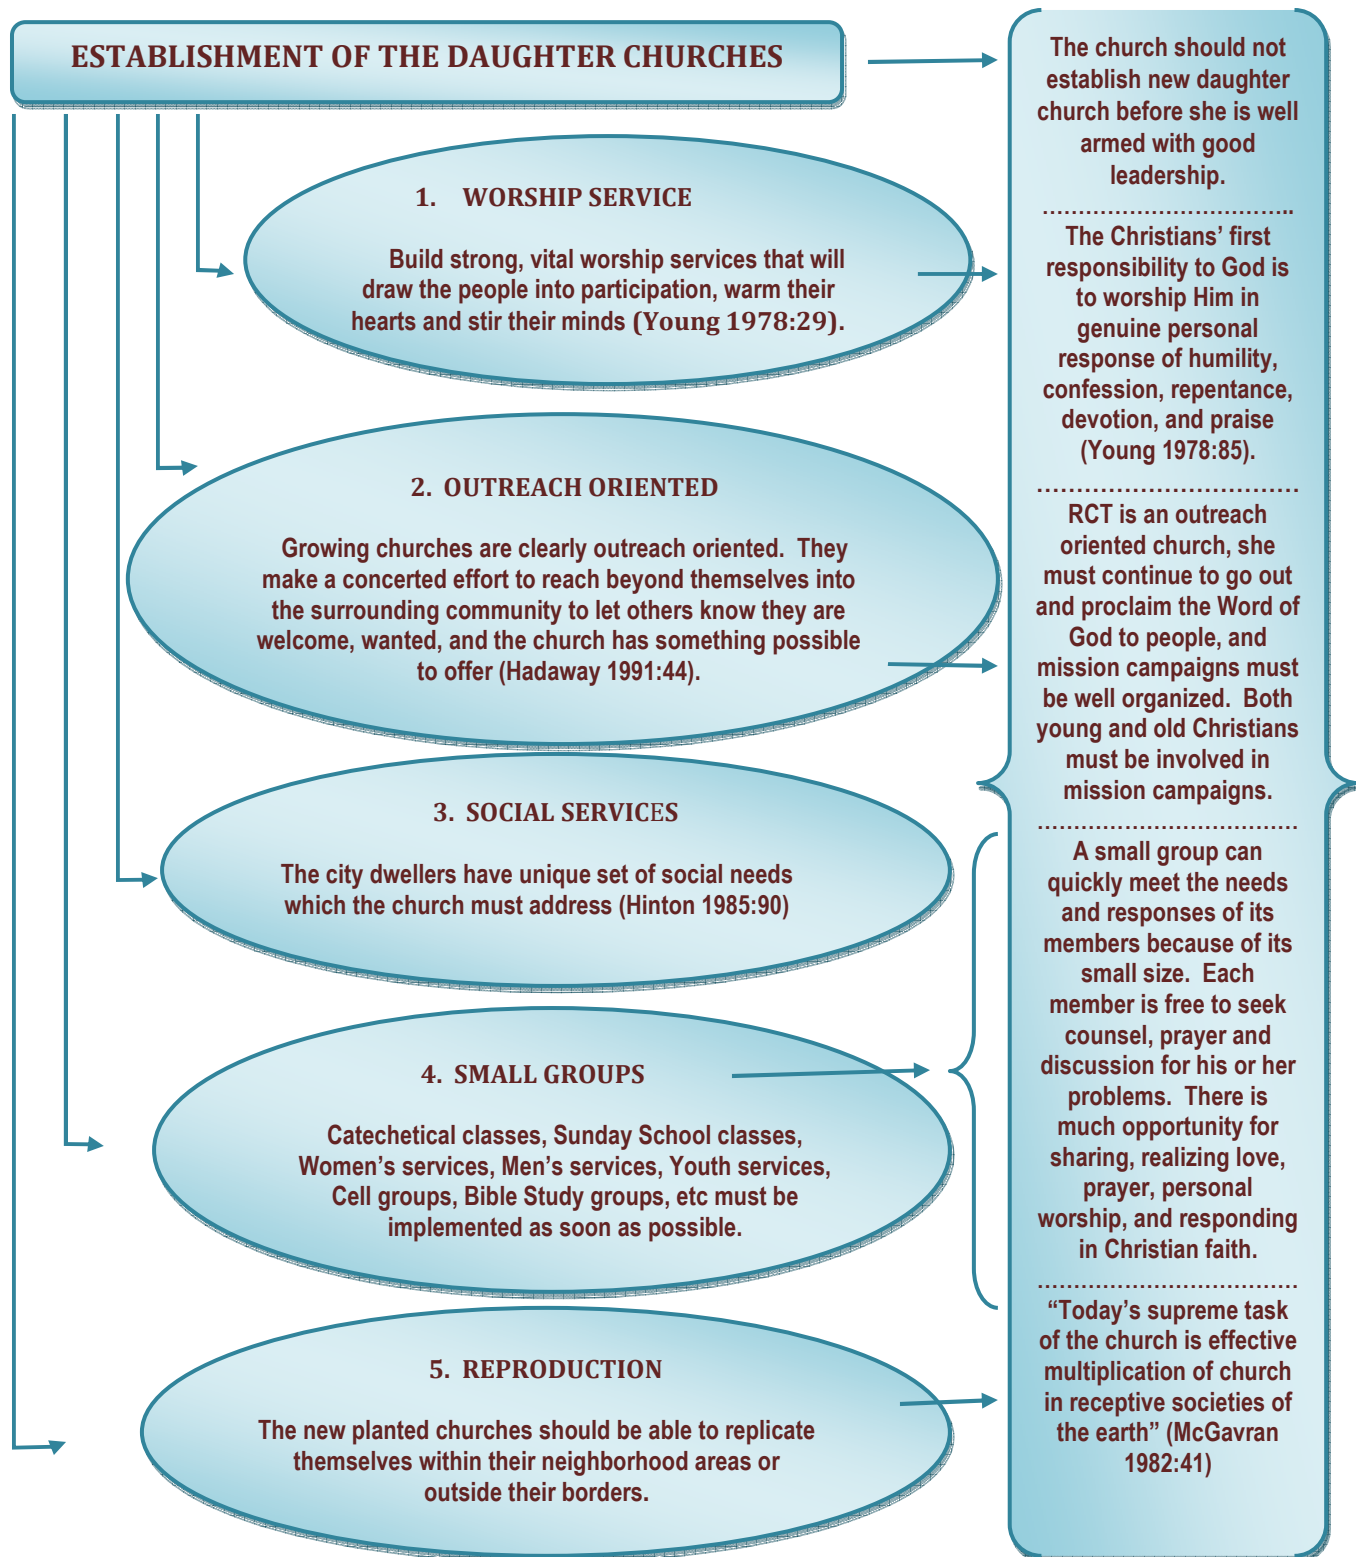 ESTABLISHMENT OF THE DAUGHTER CHURCHES
1. WORSHIP SERVICE
Build strong, vital worship services that will
draw the people into participation, warm their
hearts and stir their minds (Young 1978:29).
2. OUTREACH ORIENTED
Growing churches are clearly outreach oriented. They
make a concerted effort to reach beyond themselves into
the surrounding community to let others know they are
welcome, wanted, and the church has something possible
to offer (Hadaway 1991:44).
3. SOCIAL SERVICES
The city dwellers have unique set of social needs
which the church must address (Hinton 1985:90)
4. SMALL GROUPS
Catechetical classes, Sunday School classes,
Women’s services, Men’s services, Youth services,
Cell groups, Bible Study groups, etc must be
implemented as soon as possible.
5. REPRODUCTION
The new planted churches should be able to replicate
themselves within their neighborhood areas or
outside their borders.
The church should not
establish new daughter
church before she is well
armed with good
leadership.
……………………………..
The Christians’ first
responsibility to God is
to worship Him in
genuine personal
response of humility,
confession, repentance,
devotion, and praise
(Young 1978:85).
………………………………
RCT is an outreach
oriented church, she
must continue to go out
and proclaim the Word of
God to people, and
mission campaigns must
be well organized. Both
young and old Christians
must be involved in
mission campaigns.
………………………………
A small group can
quickly meet the needs
and responses of its
members because of its
small size. Each
member is free to seek
counsel, prayer and
discussion for his or her
problems. There is
much opportunity for
sharing, realizing love,
prayer, personal
worship, and responding
in Christian faith.
………………………………
“Today’s supreme task
of the church is effective
multiplication of church
in receptive societies of
the earth” (McGavran
1982:41)